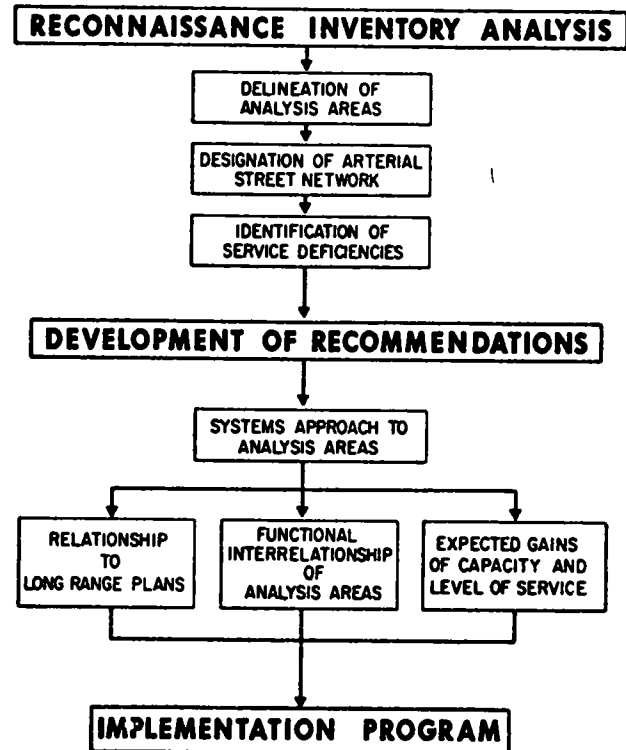 RECONNAISSANCE INVENTORY ANALYSIS
DELINEATION OF
ANALYSIS AREAS
DESIGNATION OF ARTERIAL
STREET NETWORK
IDENTIFICATION OF
SERVICE DEFICIENCIES
DEVELOPMENT OF RECOMMENDATIONS
SYSTEMS APPROACH TO
ANALYSIS AREAS
RELATIONSHIP
TO
LONG RANGE PLANS
FUNCTIONAL
INTERRELATIONSHIP
OF
ANALYSIS AREAS
EXPECTED GAINS
OF CAPACITY AND
LEVEL OF SERVICE
IMPLEMENTATION PROGRAM